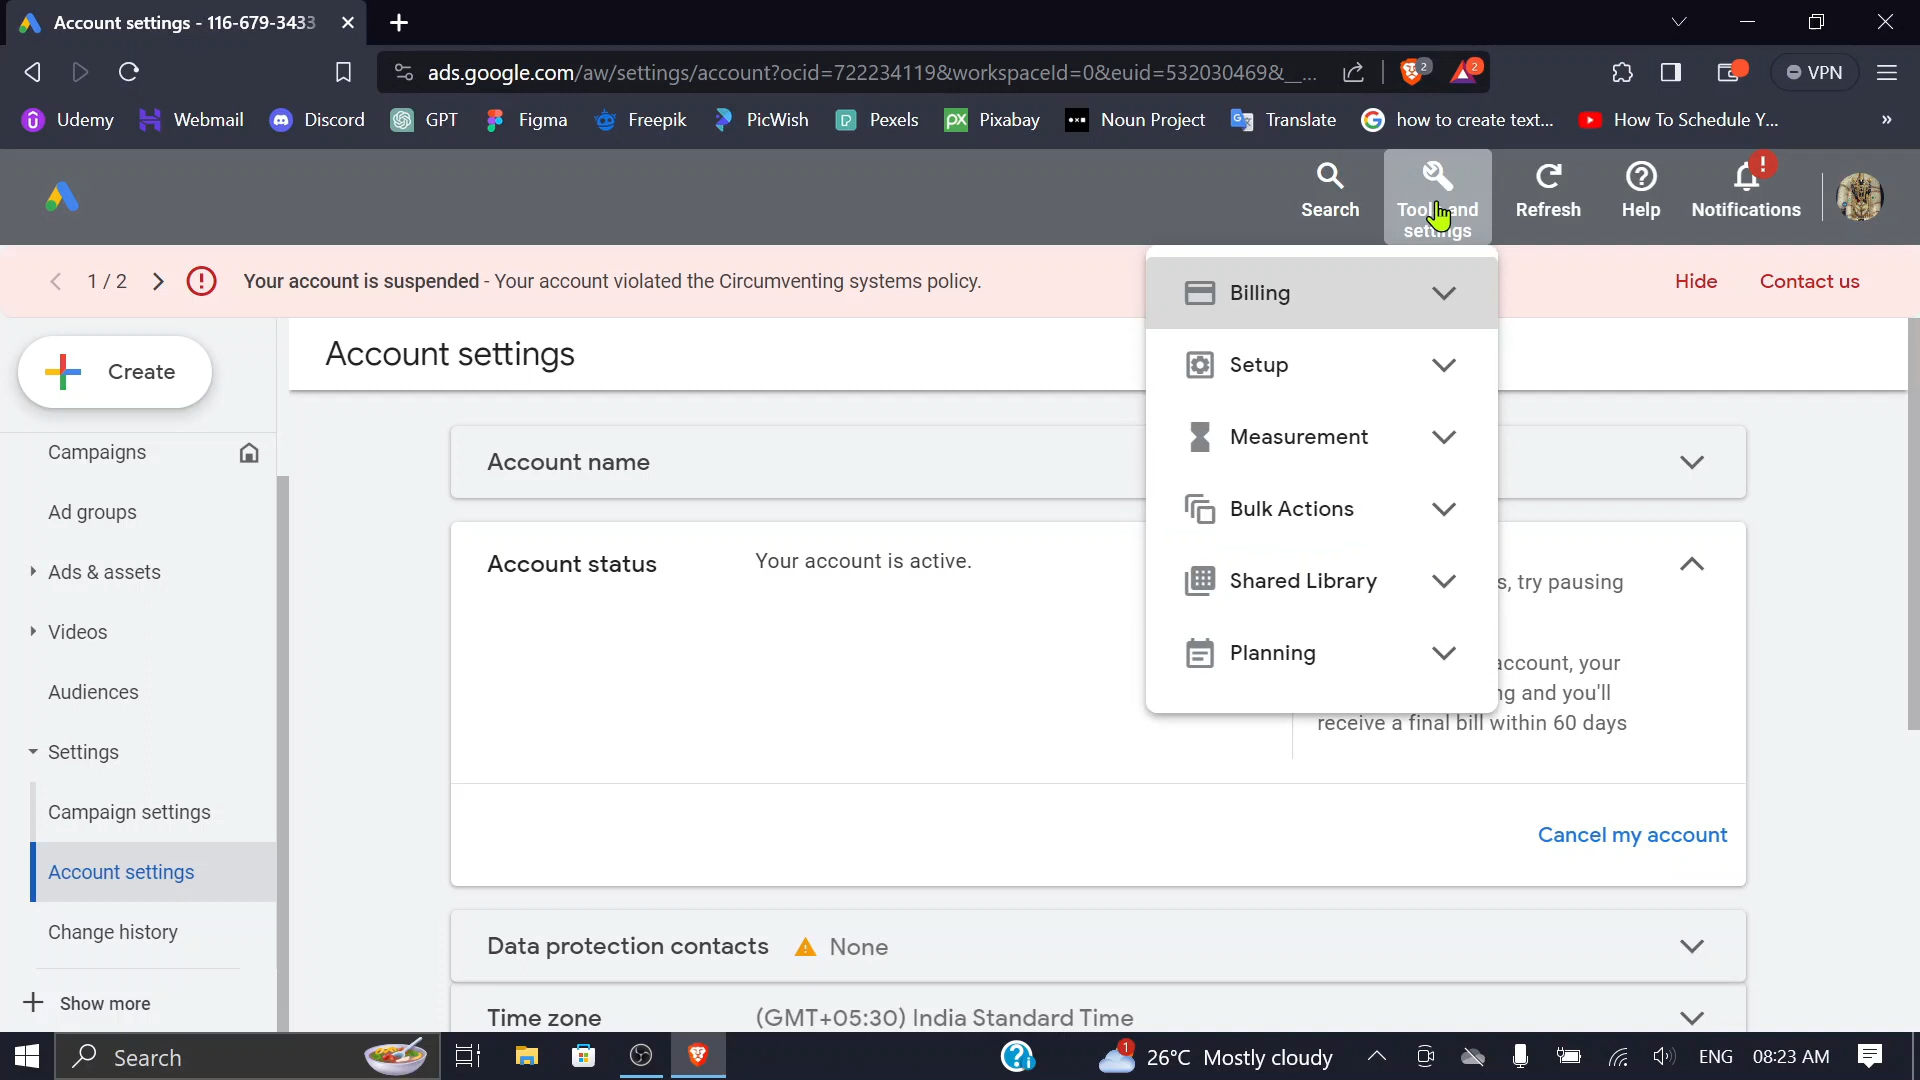 Account settings - 116-679-3433
ads.google.com/aw/settings/account?ocid=722234119&workspaceId=0&euid=532030469&__...
2
2
VPN
Udemy
Webmail
Discord
GPT
Figma
Freepik
PicWish
Pexels
Pixabay
Noun Project
Translate
how to create text...
How To Schedule Y...
»
Search
settings
Refresh
Help
Notifications
1 / 2
Your account is suspended - Your account violated the Circumventing systems policy.
Hide
Contact us
Billing
Setup
Measurement
Bulk Actions
Shared Library
Planning
Create
Campaigns
Ad groups
Ads & assets
Videos
Audiences
Settings
Campaign settings
Account settings
Change history
Show more
Account settings
Account name
Account status
Your account is active.
s, try pausing
account, your
ng and you'll
receive a final bill within 60 days
Cancel my account
Data protection contacts
None
Time zone
(GMT+05:30) India Standard Time
Search
1
26°C Mostly cloudy
ENG
08:23 AM